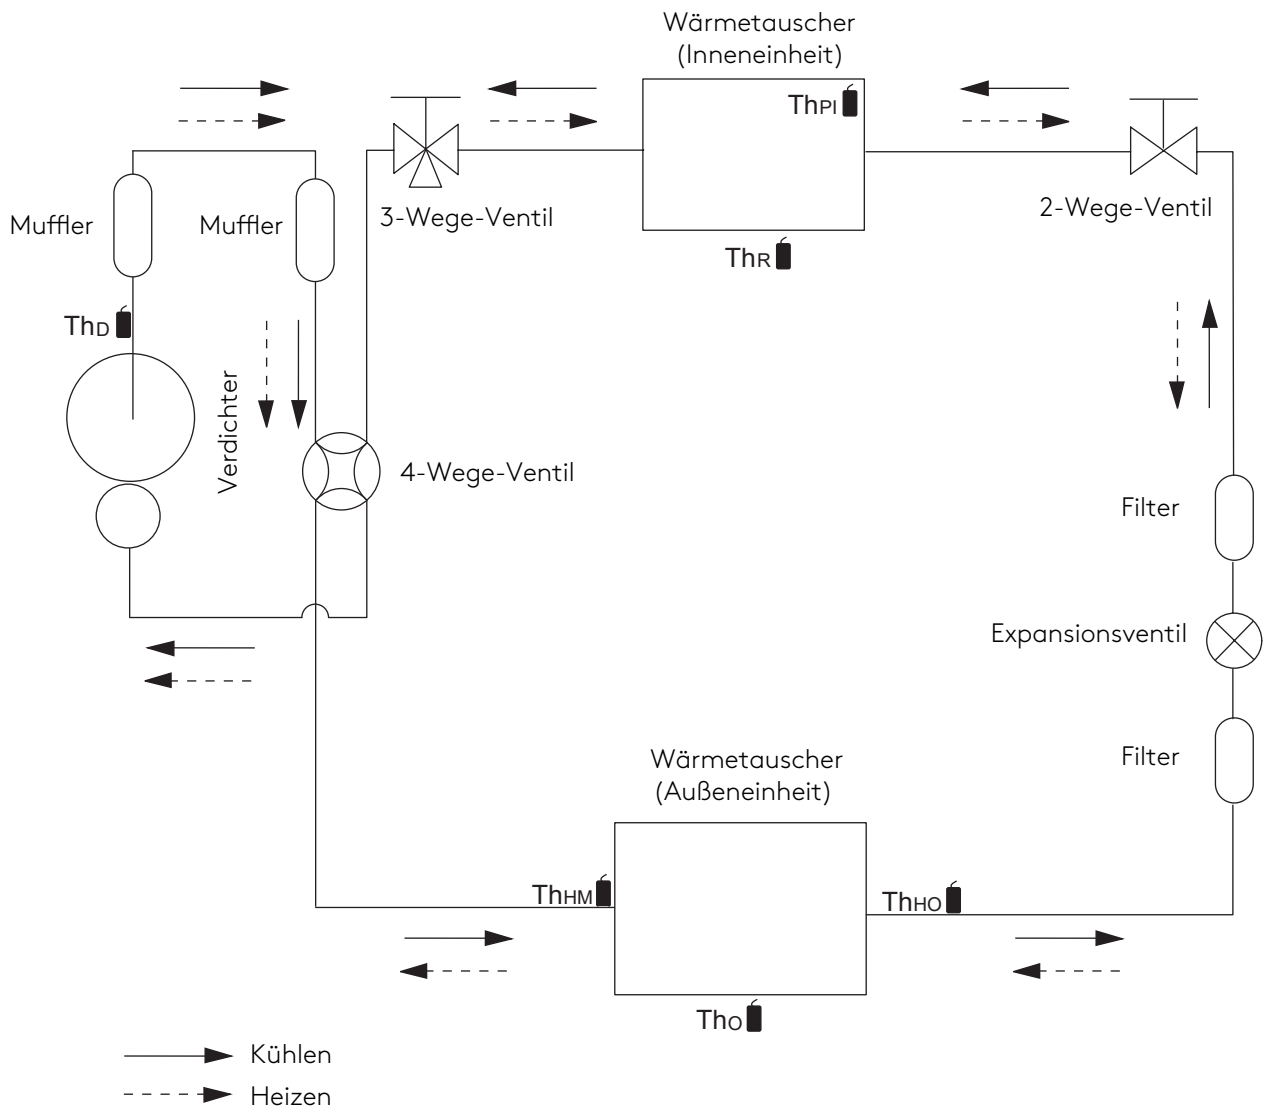 Wärmetauscher
(Inneneinheit)
ThPI
Muffler
Muffler
3-Wege-Ventil
2-Wege-Ventil
ThR
ThD
Verdichter
4-Wege-Ventil
Filter
Expansionsventil
Filter
Wärmetauscher
(Außeneinheit)
ThHM
ThHO
ThO
Kühlen
Heizen